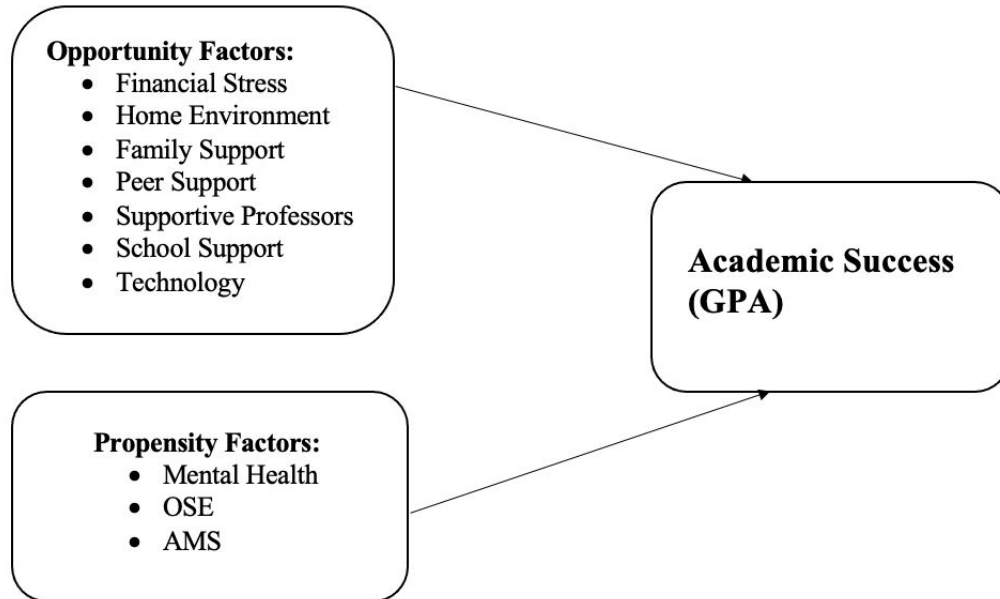 Opportunity Factors:
• Financial Stress
• Home Environment
• Family Support
• Peer Support
• Supportive Professors
• School Support
• Technology
Academic Success
(GPA)
Propensity Factors:
• Mental Health
• OSE
• AMS